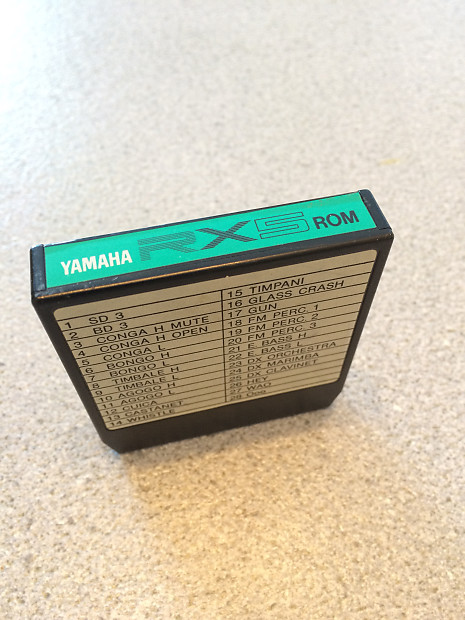 YAMAHA RX5 ROM
1 SD 3
2 BD 3
3 CONGA H MUTE
4 CONGA H OPEN
5 CONGA L
6 BONGO H
7 BONGO L
8 TIMBALE H
9 TIMBALE L
10 AGOGO H
11 AGOGO L
12 CUICA
13 CASTANET
14 WHISTLE
15 TIMPANI
16 GLASS CRASH
17 GUN
18 FM PERC 1
19 FM PERC 2
20 FM PERC 3
21 E. BASS H
22 E. BASS L
23 DX ORCHESTRA
24 DX MARIMBA
25 DX CLAVINET
26 HEY
27 WAO
28 Ooo